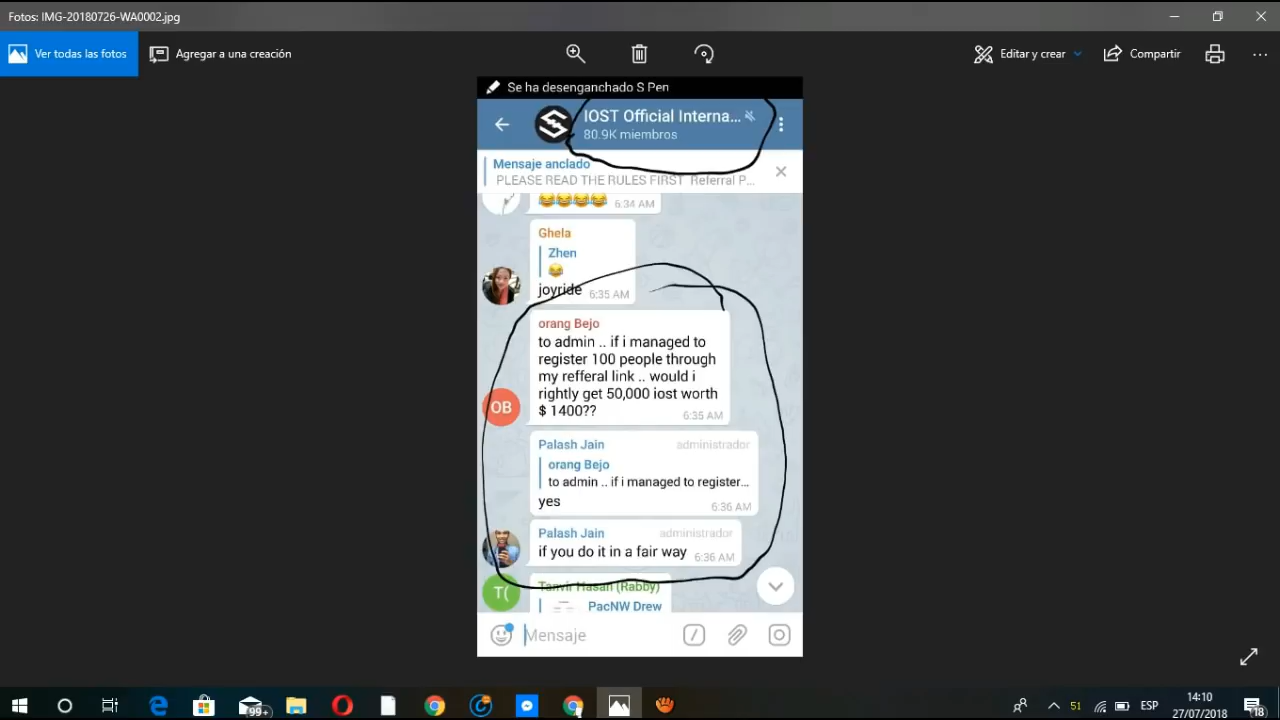 Fotos: IMG-20180726-WA0002.jpg
Ver todas las fotos
Agregar a una creación
Editar y crear
Compartir
Se ha desenganchado S Pen
IOST Official Interna...
80.9K miembros
Mensaje anclado
PLEASE READ THE RULES FIRST Referral P...
6:34 AM
Ghela
Zhen
joyride 6:35 AM
orang Bejo
to admin .. if i managed to
register 100 people through
my refferal link .. would i
rightly get 50,000 iost worth
$ 1400??
6:35 AM
OB
Palash Jain administrador
orang Bejo
to admin .. if i managed to register...
yes
6:36 AM
Palash Jain administrador
if you do it in a fair way 6:36 AM
T(
Tanvir Hasan (Rabby)
PacNW Drew
Mensaje
99+
51
ESP
14:10
27/07/2018
18